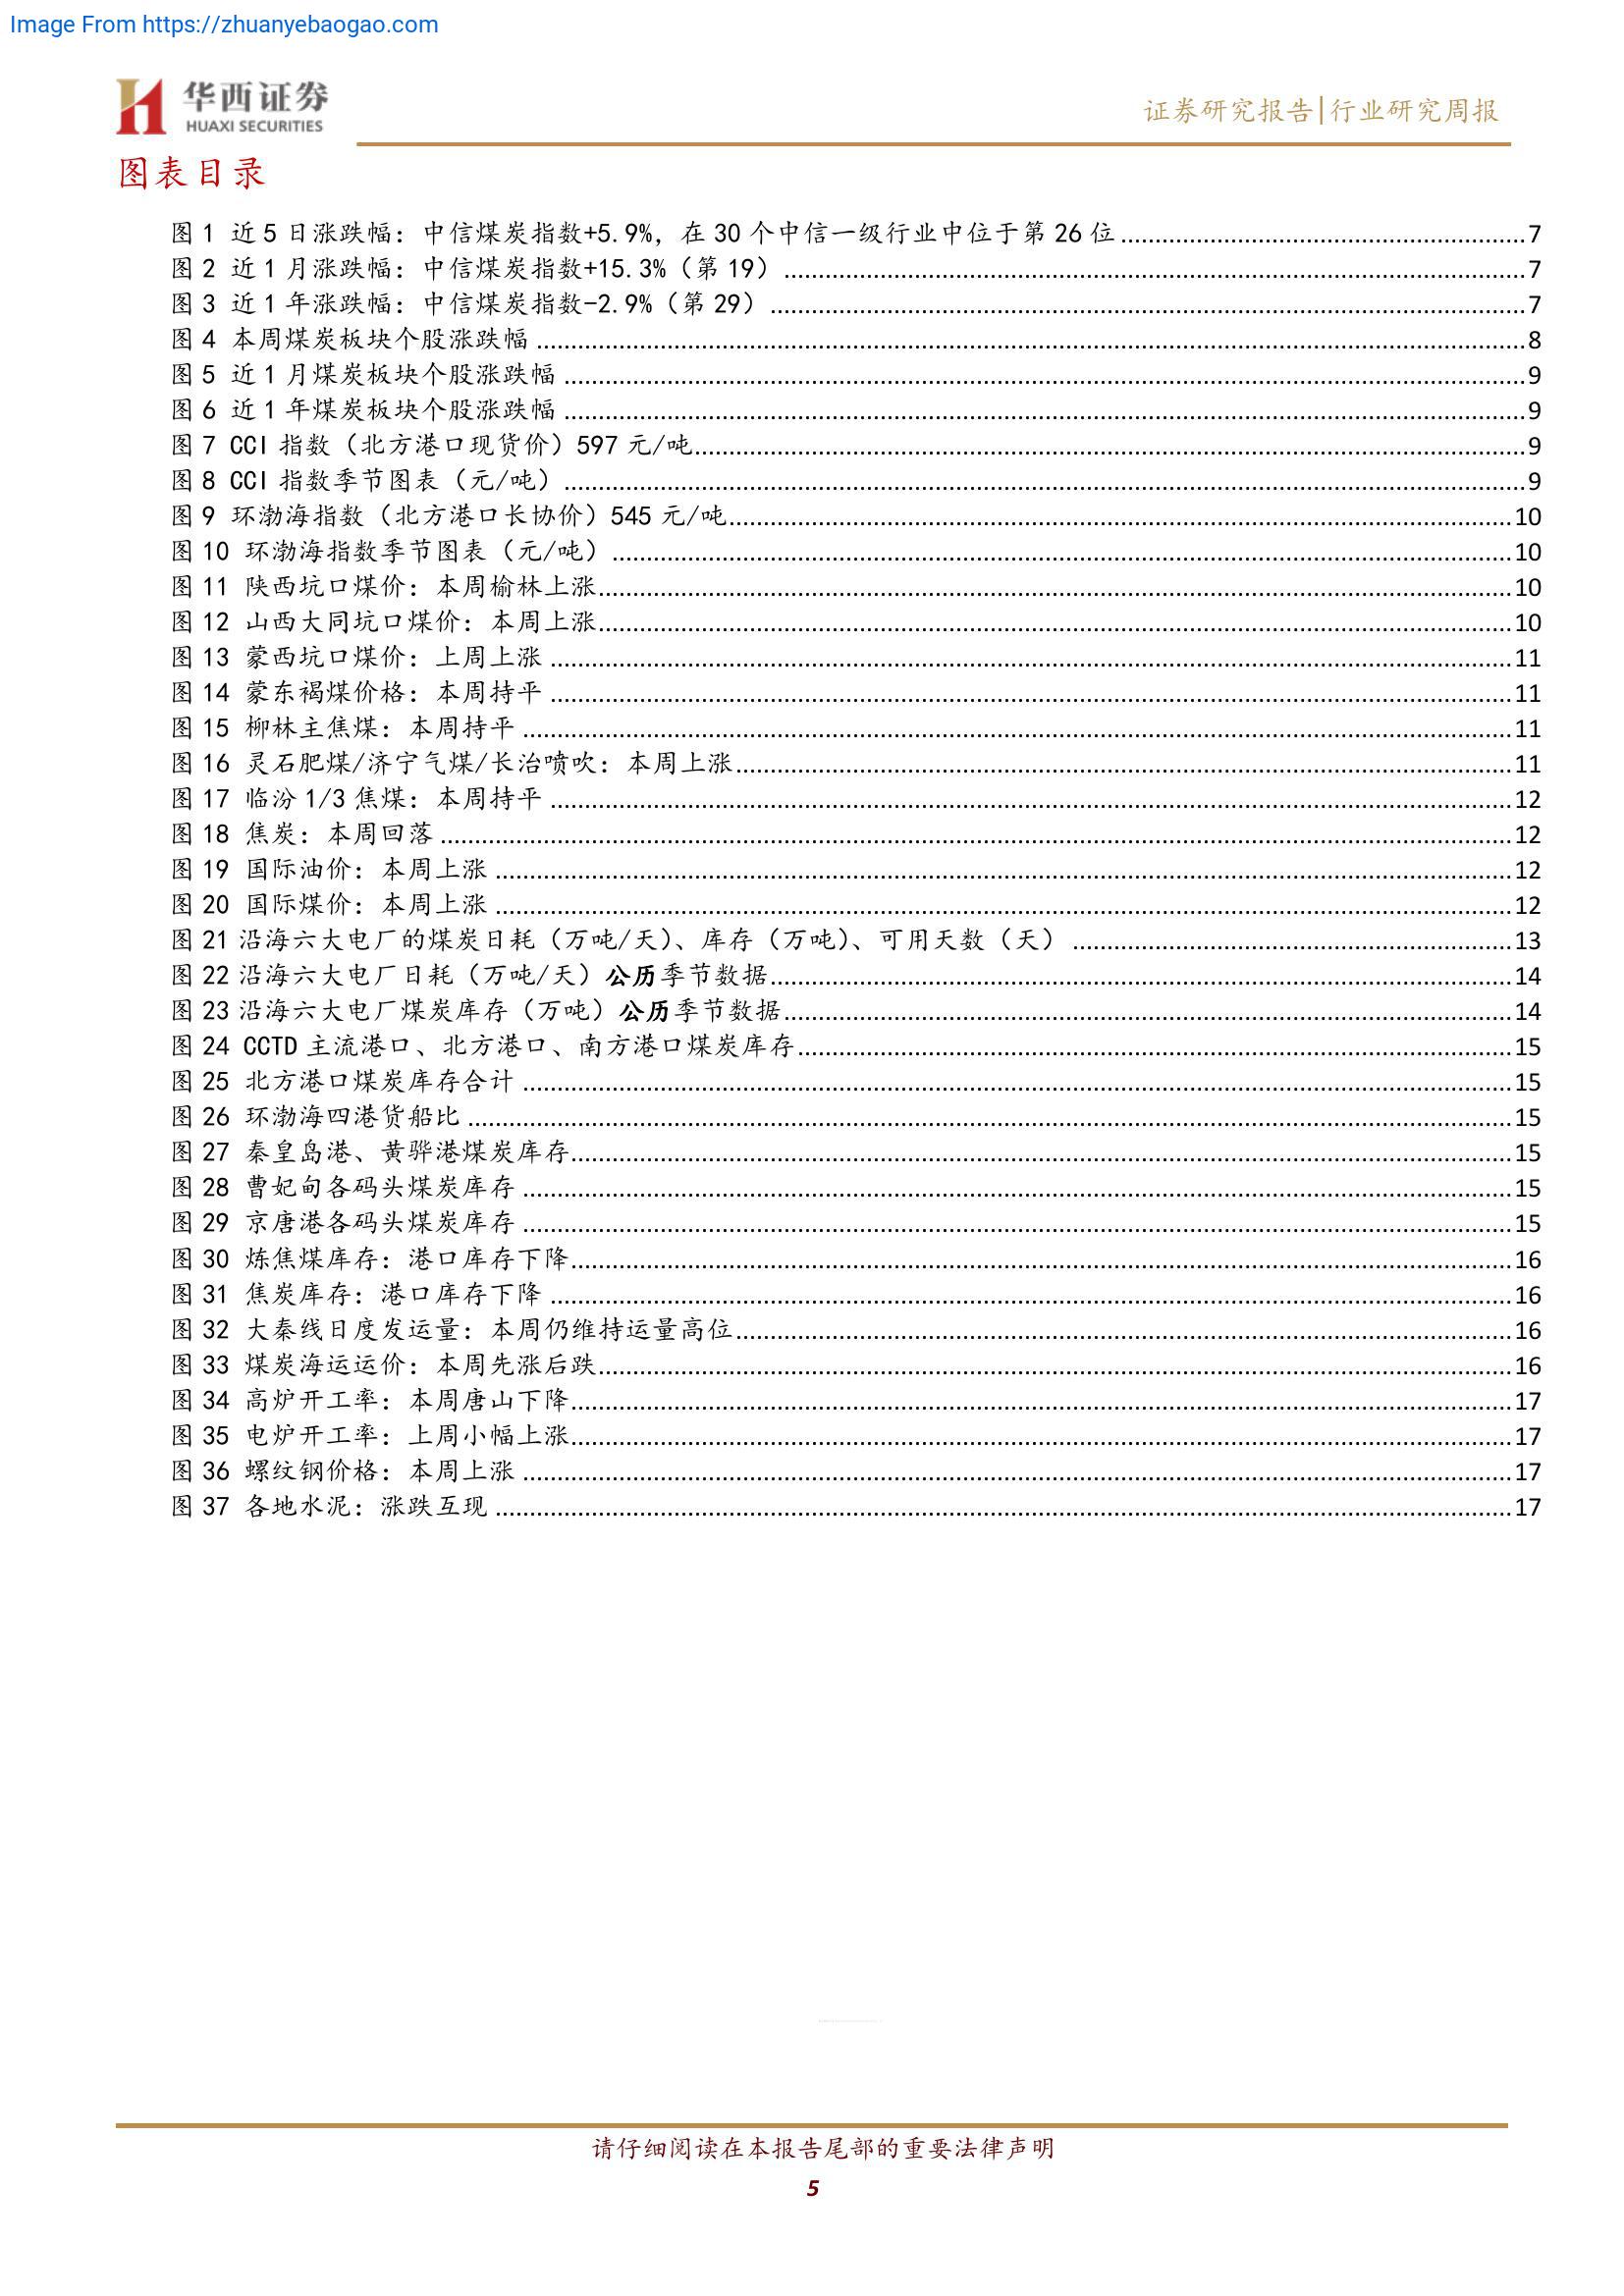 Image From https://zhuanyebaogao.com
华西证券
HUAXI SECURITIES
证券研究报告|行业研究周报
图表目录
图 1 近 5 日涨跌幅：中信煤炭指数+5.9%，在 30 个中信一级行业中位于第 26 位 7
图 2 近 1 月涨跌幅：中信煤炭指数+15.3%（第 19） 7
图 3 近 1 年涨跌幅：中信煤炭指数-2.9%（第 29） 7
图 4 本周煤炭板块个股涨跌幅 8
图 5 近 1 月煤炭板块个股涨跌幅 9
图 6 近 1 年煤炭板块个股涨跌幅 9
图 7 CCI 指数（北方港口现货价）597 元/吨 9
图 8 CCI 指数季节图表（元/吨） 9
图 9 环渤海指数（北方港口长协价）545 元/吨 10
图 10 环渤海指数季节图表（元/吨） 10
图 11 陕西坑口煤价：本周榆林上涨 10
图 12 山西大同坑口煤价：本周上涨 10
图 13 蒙西坑口煤价：上周上涨 11
图 14 蒙东褐煤价格：本周持平 11
图 15 柳林主焦煤：本周持平 11
图 16 灵石肥煤/济宁气煤/长治喷吹：本周上涨 11
图 17 临汾 1/3 焦煤：本周持平 12
图 18 焦炭：本周回落 12
图 19 国际油价：本周上涨 12
图 20 国际煤价：本周上涨 12
图 21 沿海六大电厂的煤炭日耗（万吨/天）、库存（万吨）、可用天数（天） 13
图 22 沿海六大电厂日耗（万吨/天）公历季节数据 14
图 23 沿海六大电厂煤炭库存（万吨）公历季节数据 14
图 24 CCTD 主流港口、北方港口、南方港口煤炭库存 15
图 25 北方港口煤炭库存合计 15
图 26 环渤海四港货船比 15
图 27 秦皇岛港、黄骅港煤炭库存 15
图 28 曹妃甸各码头煤炭库存 15
图 29 京唐港各码头煤炭库存 15
图 30 炼焦煤库存：港口库存下降 16
图 31 焦炭库存：港口库存下降 16
图 32 大秦线日度发运量：本周仍维持运量高位 16
图 33 煤炭海运运价：本周先涨后跌 16
图 34 高炉开工率：本周唐山下降 17
图 35 电炉开工率：上周小幅上涨 17
图 36 螺纹钢价格：本周上涨 17
图 37 各地水泥：涨跌互现 17
请仔细阅读在本报告尾部的重要法律声明
5